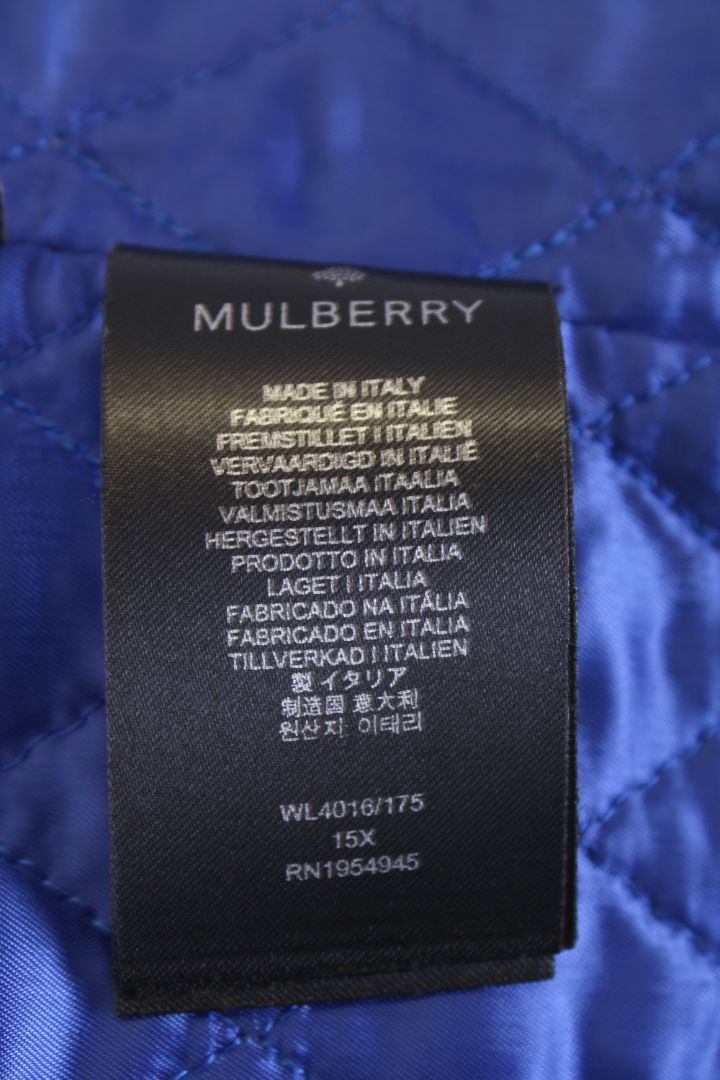 MULBERRY
MADE IN ITALY
FABRIQUÉ EN ITALIE
FREMSTILLET I ITALIEN
VERVAARDIGD IN ITALIË
TOOTJAMAA ITAALIA
VALMISTUSMAA ITALIA
HERGESTELLT IN ITALIEN
PRODOTTO IN ITALIA
LAGET I ITALIA
FABRICADO NA ITÁLIA
FABRICADO EN ITALIA
TILLVERKAD I ITALIEN
製 イタリア
制造国 意大利
원산지 이태리
WL4016/175
15X
RN1954945